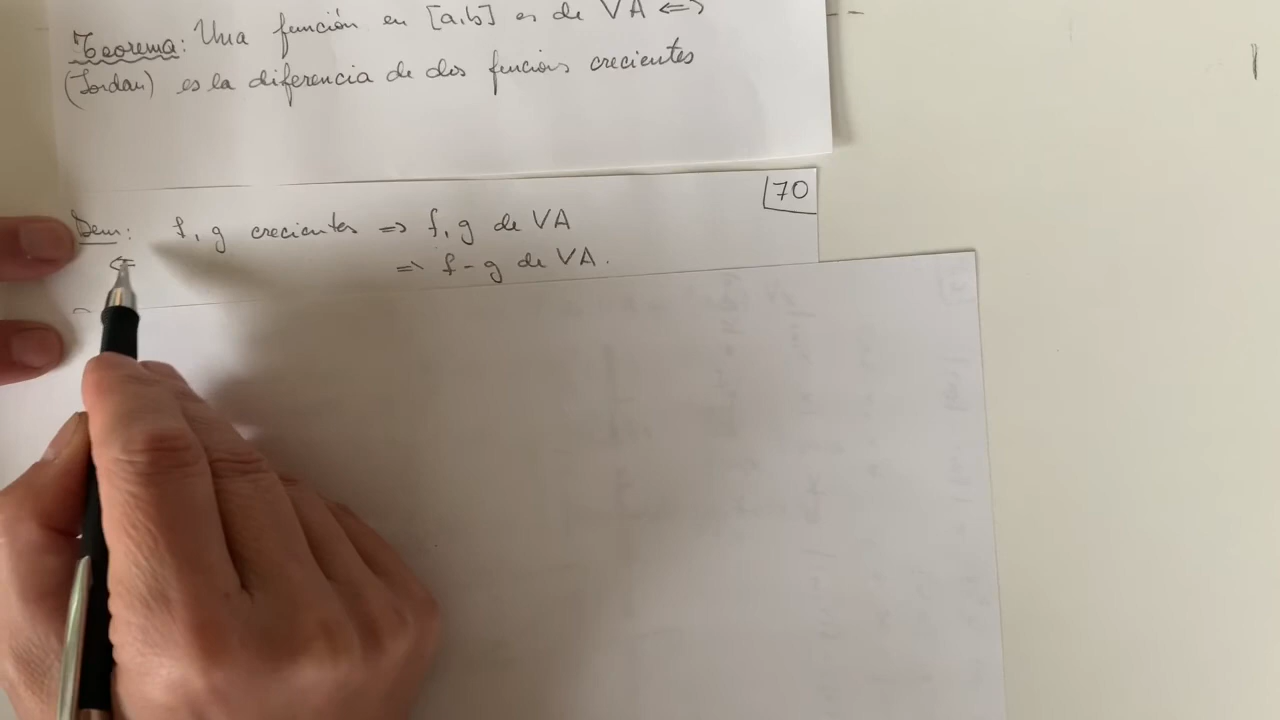 Teorema: Una función en [a,b] es de VA <=>
(Jordan) es la diferencia de dos funcions crecientes
70
Dem: f, g crecientes => f, g de VA
<= => f - g de VA.